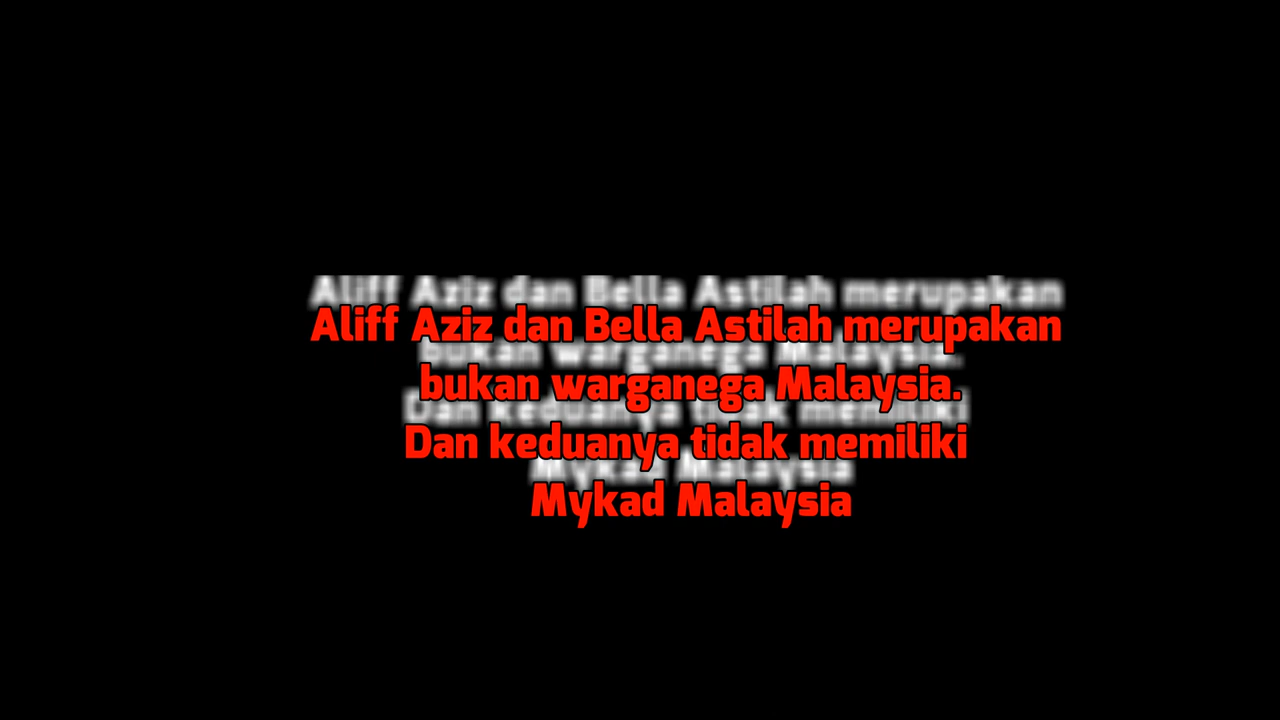 Aliff Aziz dan Bella Astilah merupakan
bukan warganega Malaysia.
Dan keduanya tidak memiliki
Mykad Malaysia